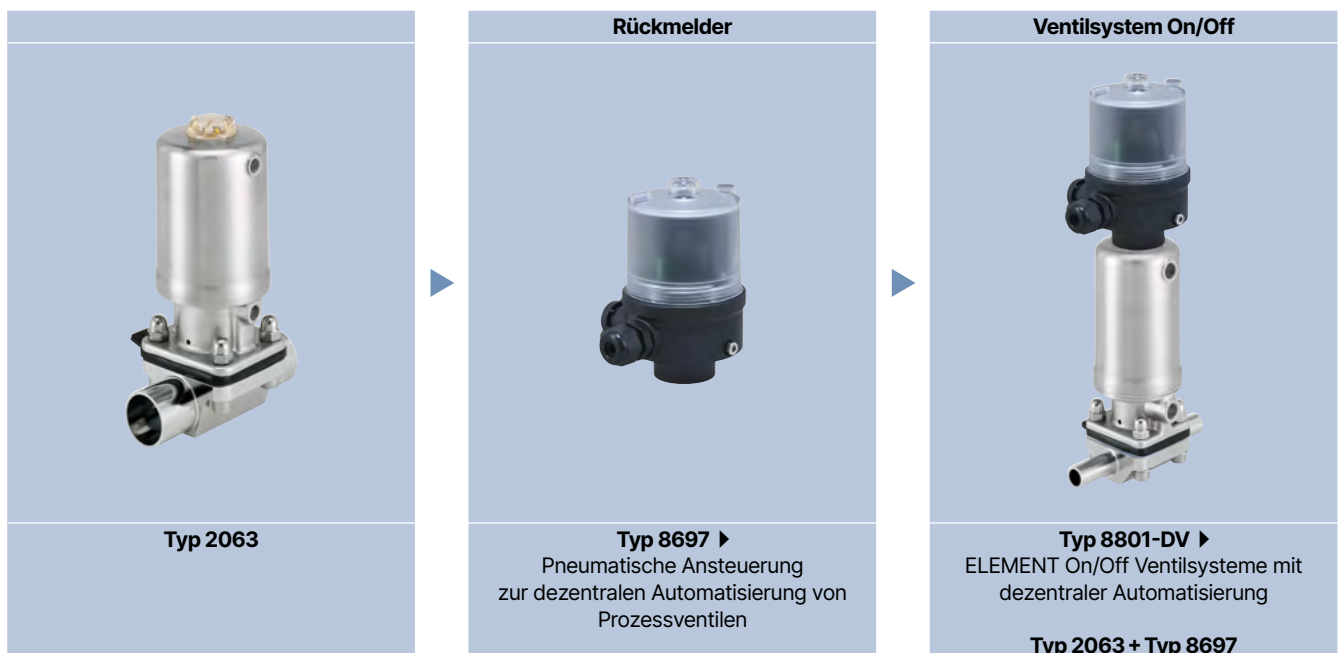 Rückmelder
Ventilsystem On/Off
Typ 2063
Typ 8697
Pneumatische Ansteuerung
zur dezentralen Automatisierung von
Prozessventilen
Typ 8801-DV
ELEMENT On/Off Ventilsysteme mit
dezentraler Automatisierung
Typ 2063 + Typ 8697